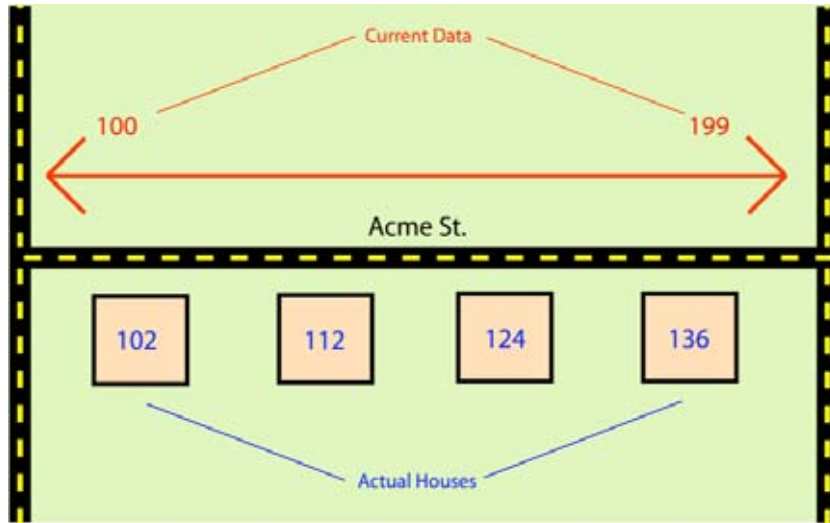 Current Data
100 199
Acme St.
102 112 124 136
Actual Houses